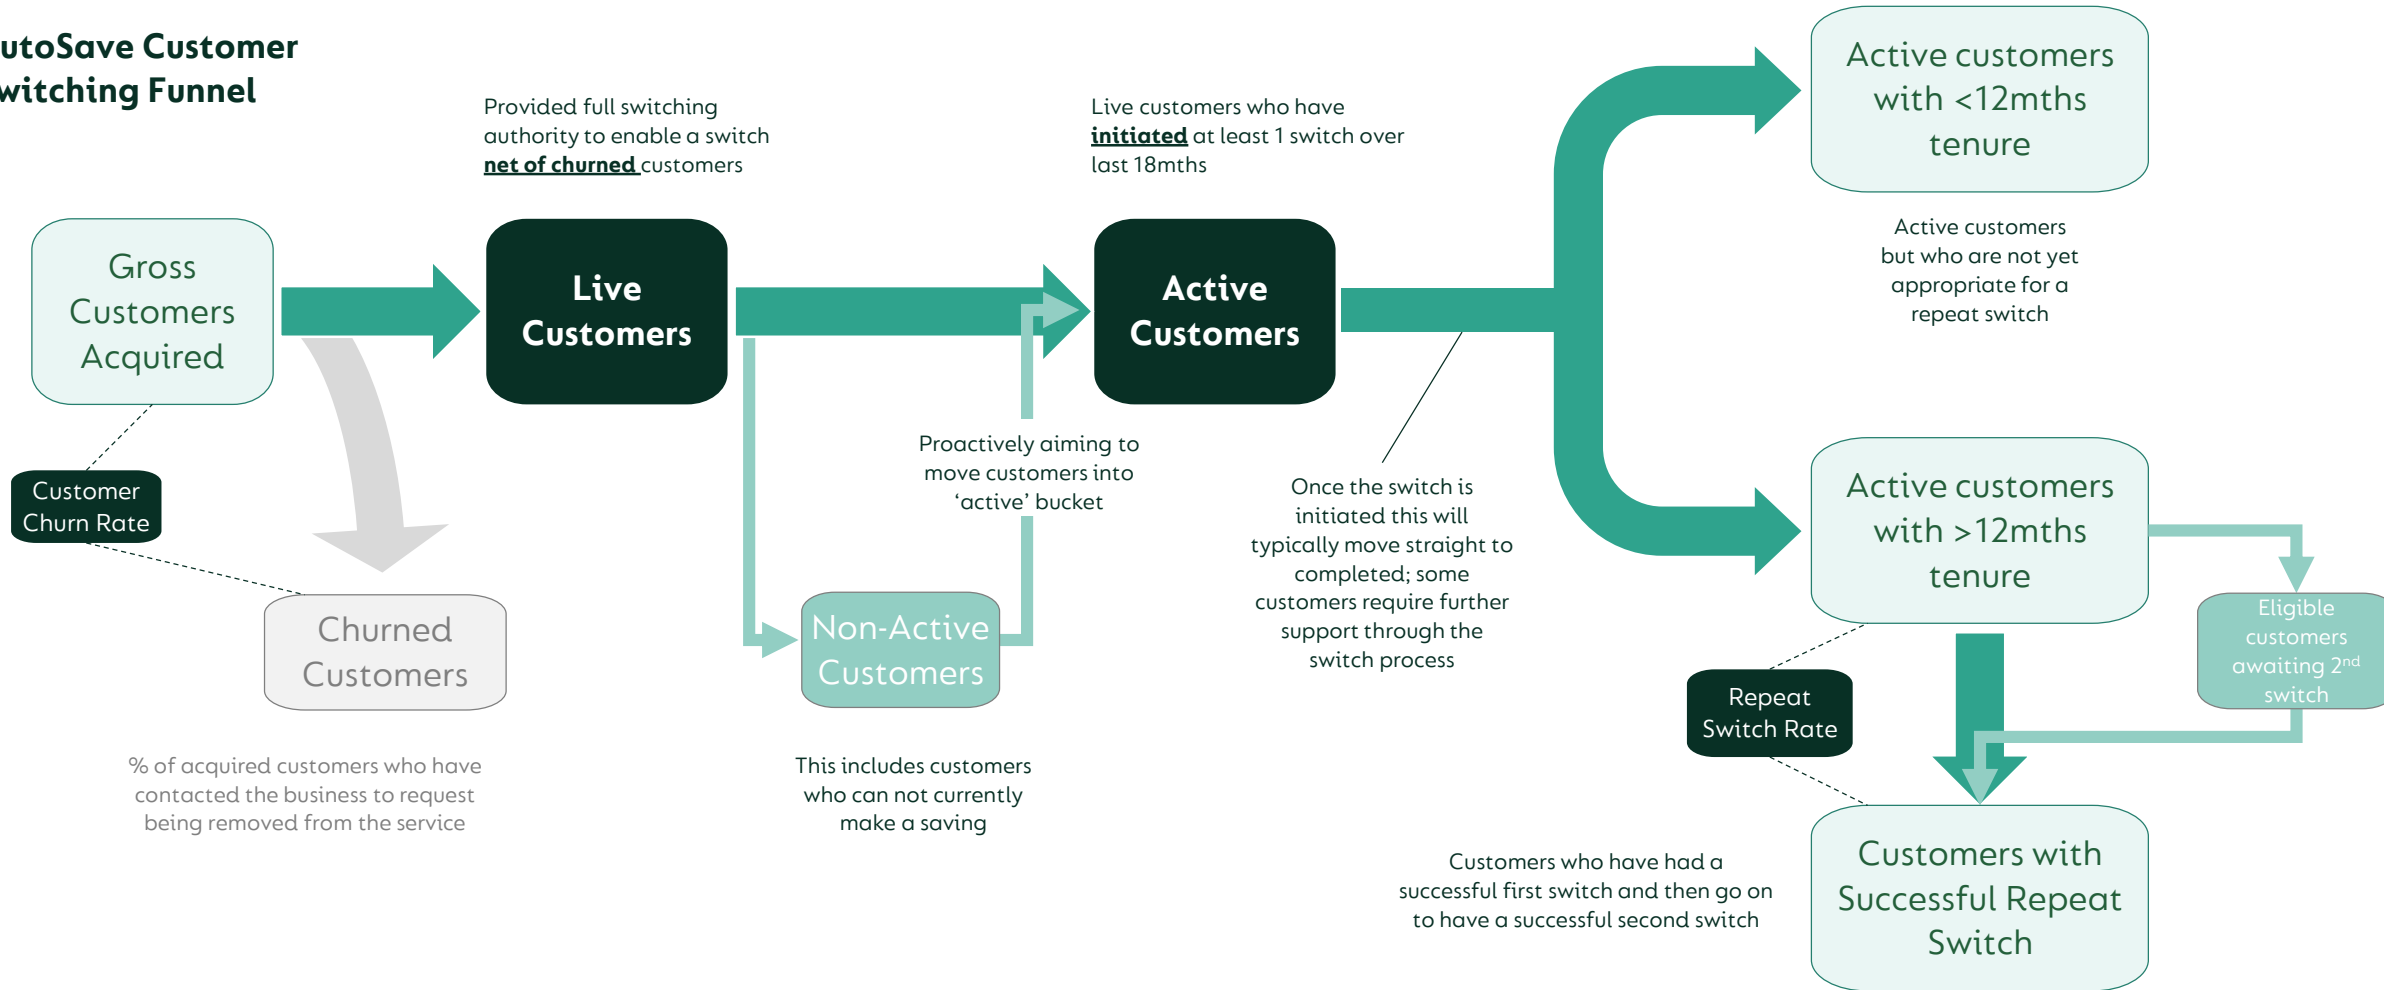 utoSave Customer
witching Funnel
Provided full switching
authority to enable a switch
net of churned customers
Live customers who have
initiated at least 1 switch over
last 18mths
Active customers
with <12mths
tenure
Active customers
but who are not yet
appropriate for a
repeat switch
Gross
Customers
Acquired
Live
Customers
Active
Customers
Customer
Churn Rate
Churned
Customers
% of acquired customers who have
contacted the business to request
being removed from the service
Proactively aiming to
move customers into
‘active’ bucket
Non-Active
Customers
This includes customers
who can not currently
make a saving
Once the switch is
initiated this will
typically move straight to
completed; some
customers require further
support through the
switch process
Active customers
with >12mths
tenure
Eligible
customers
awaiting 2nd
switch
Repeat
Switch Rate
Customers who have had a
successful first switch and then go on
to have a successful second switch
Customers with
Successful Repeat
Switch